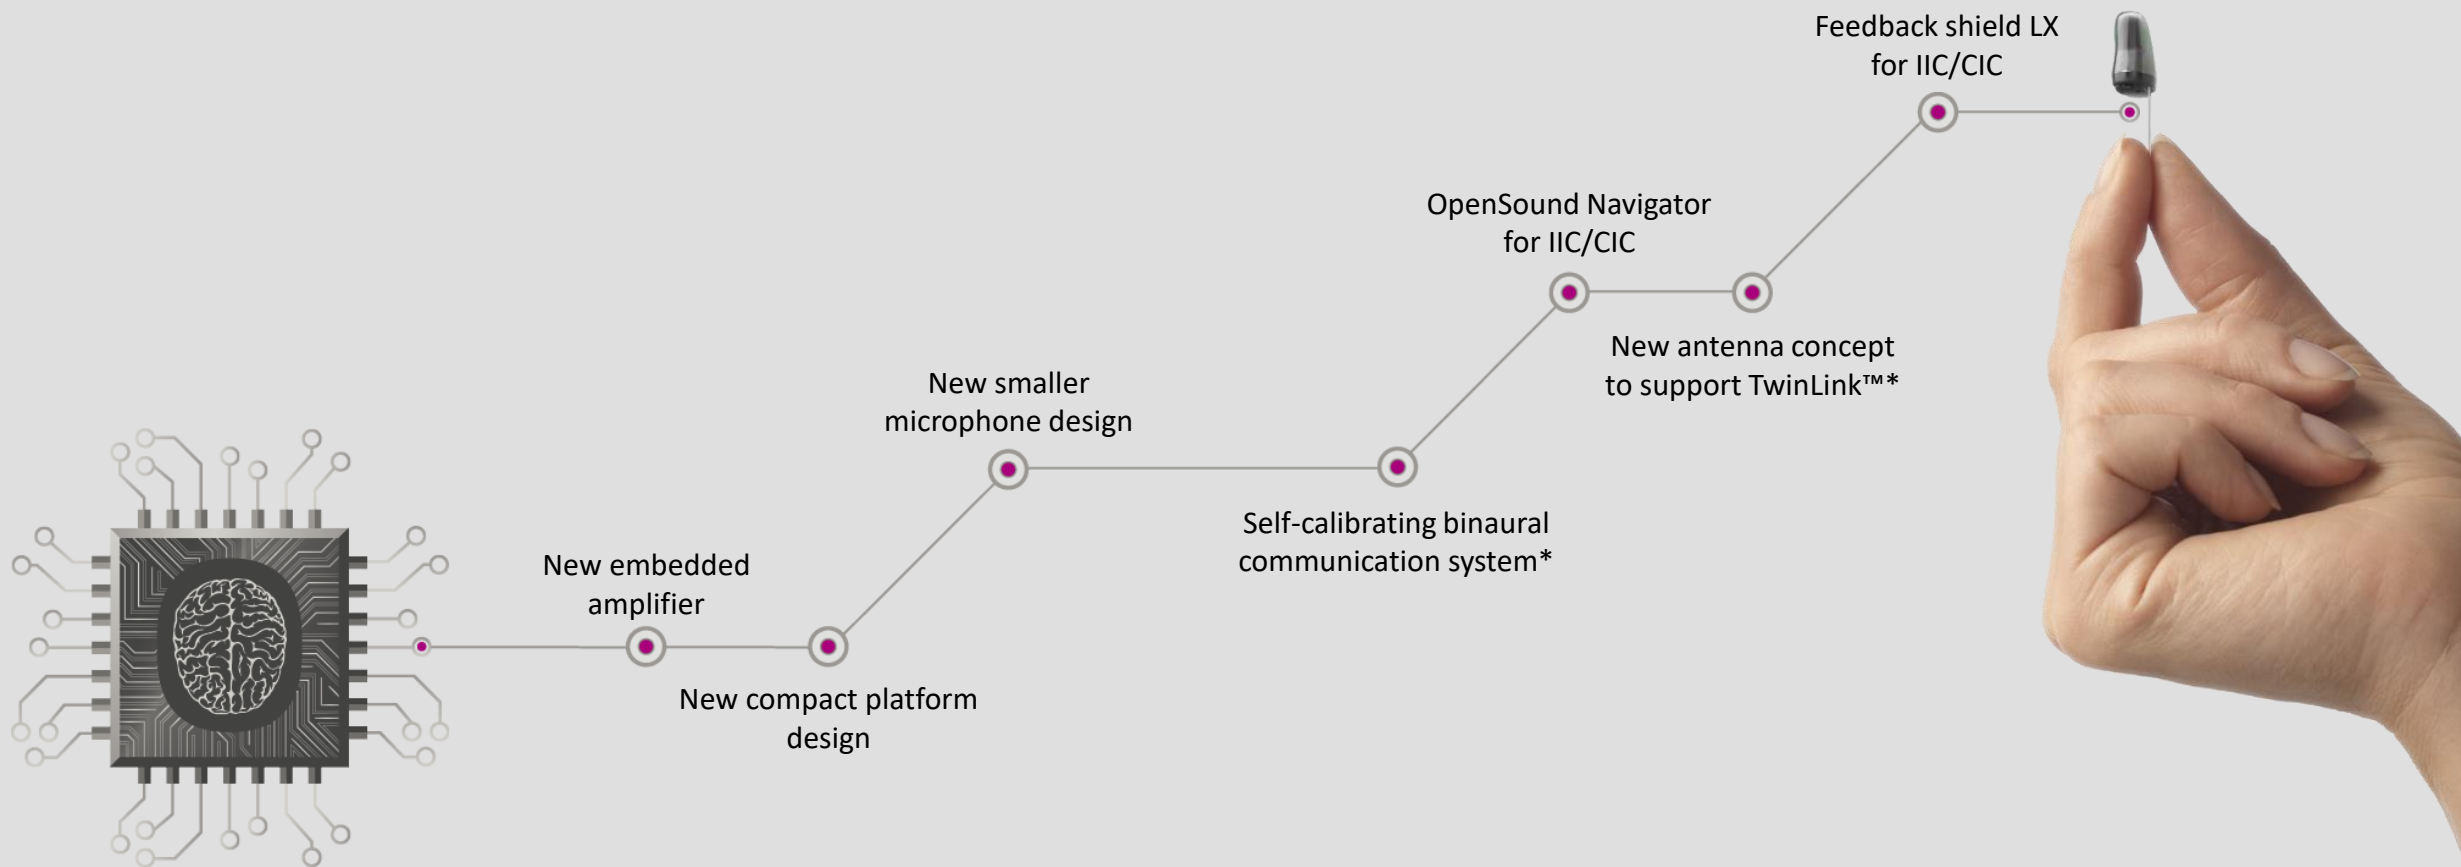 Feedback shield LX
for IIC/CIC
OpenSound Navigator
for IIC/CIC
New antenna concept
to support TwinLink™*
New smaller
microphone design
Self-calibrating binaural
communication system*
New embedded
amplifier
New compact platform
design